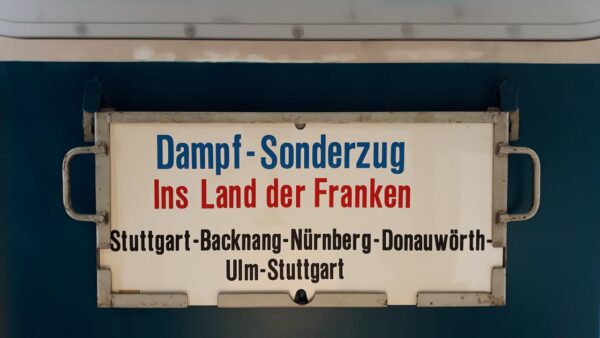 Dampf-Sonderzug
Ins Land der Franken
Stuttgart-Backnang-Nürnberg-Donauwörth-
Ulm-Stuttgart